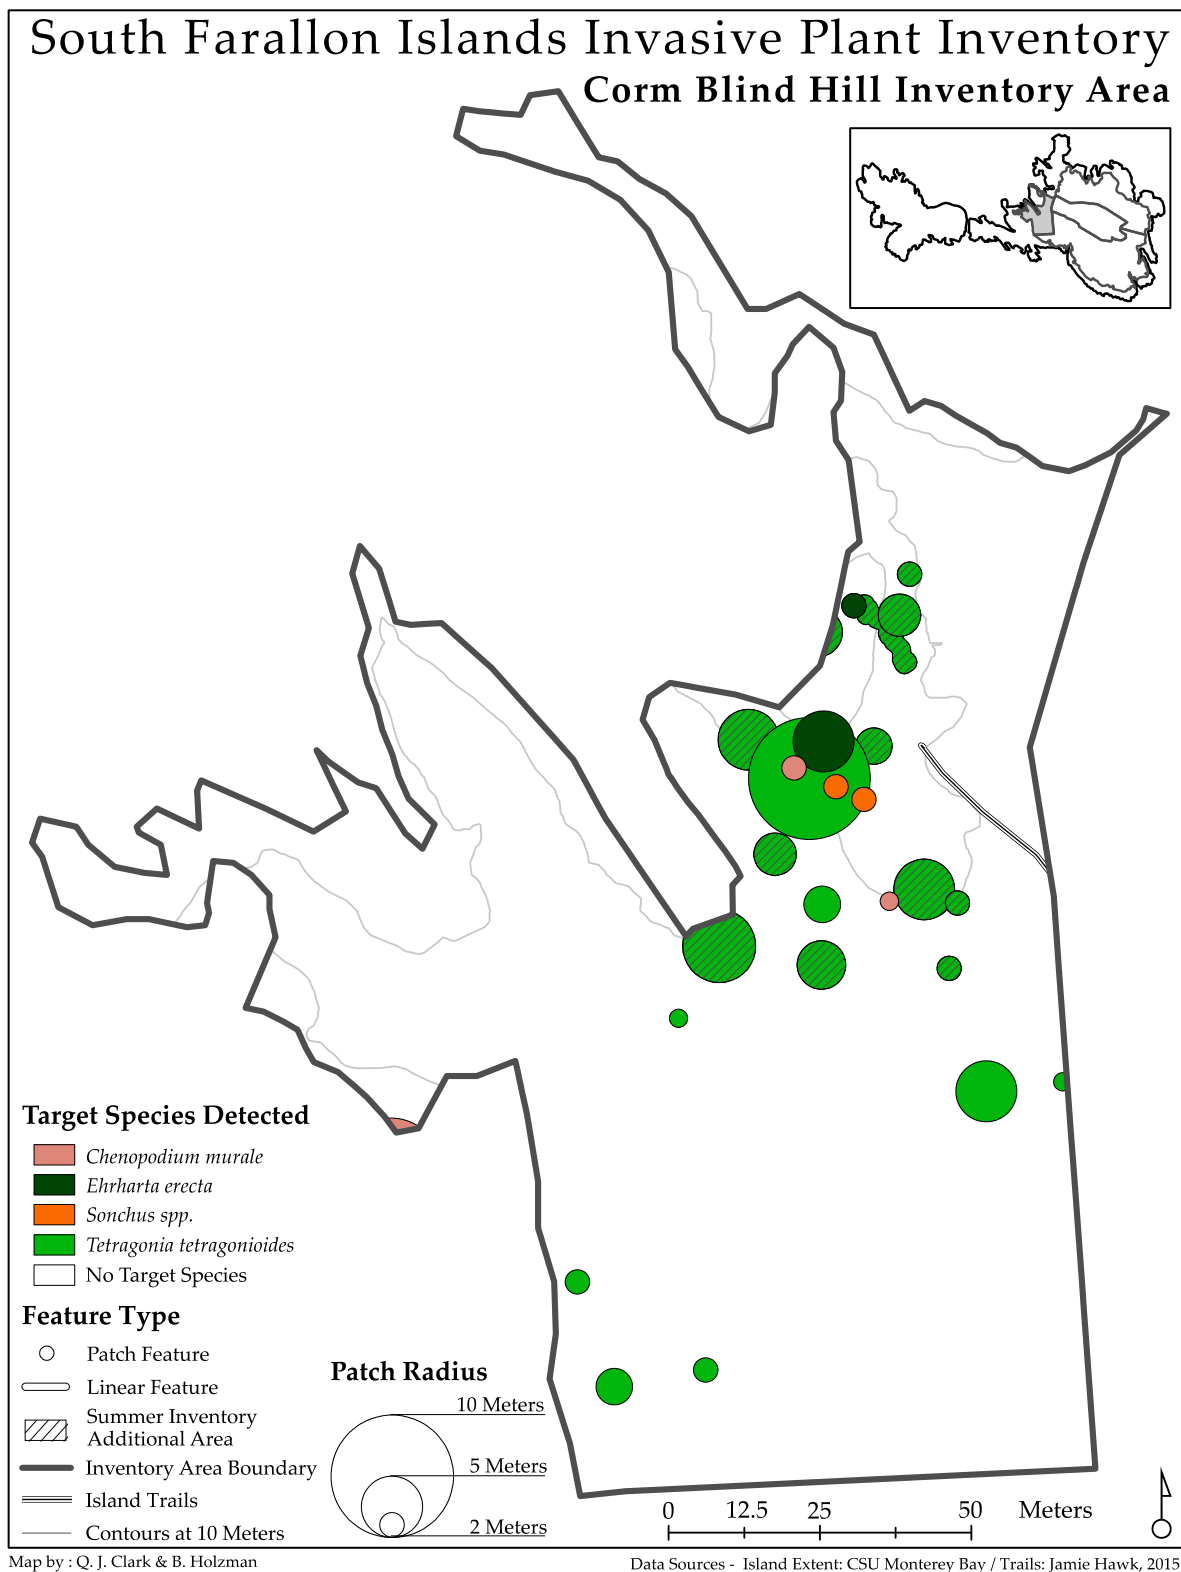 South Farallon Islands Invasive Plant Inventory
Corm Blind Hill Inventory Area
Target Species Detected
Chenopodium murale
Ehrharta erecta
Sonchus spp.
Tetragonia tetragonioides
No Target Species
Feature Type
Patch Feature
Linear Feature
Summer Inventory
Additional Area
Inventory Area Boundary
Island Trails
Contours at 10 Meters
Patch Radius
10 Meters
5 Meters
2 Meters
0 12.5 25 50 Meters
Map by : Q. J. Clark & B. Holzman
Data Sources - Island Extent: CSU Monterey Bay / Trails: Jamie Hawk, 2015